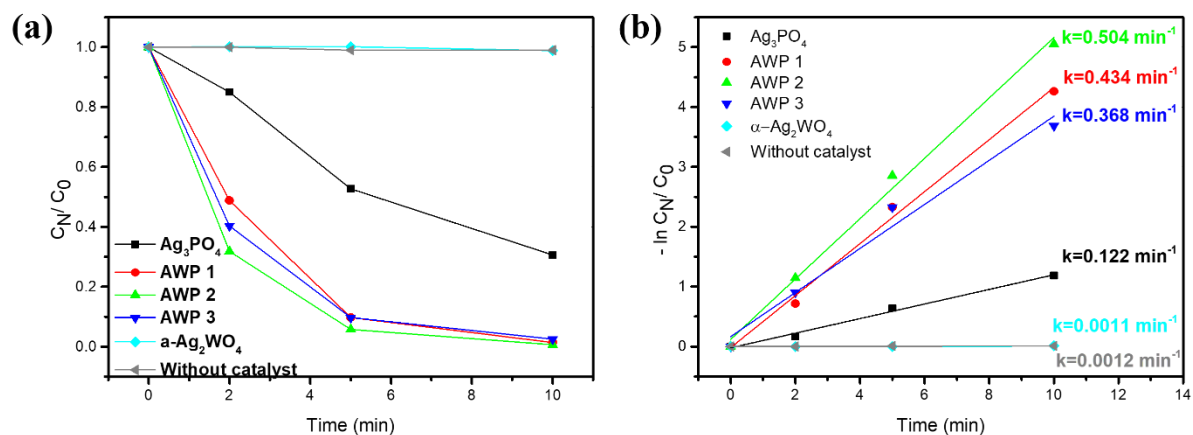 (a)
1.0
0.8
0.6
0.4
0.2
0.0
C_N/ C_0
Ag₃PO₄
AWP 1
AWP 2
AWP 3
a-Ag₂WO₄
Without catalyst
0 2 4 6 8 10
Time (min)
(b)
5
4
3
2
1
0
- ln C_N/ C_0
Ag₃PO₄
AWP 1
AWP 2
AWP 3
α–Ag₂WO₄
Without catalyst
k=0.504 min⁻¹
k=0.434 min⁻¹
k=0.368 min⁻¹
k=0.122 min⁻¹
k=0.0011 min⁻¹
k=0.0012 min⁻¹
0 2 4 6 8 10 12 14
Time (min)